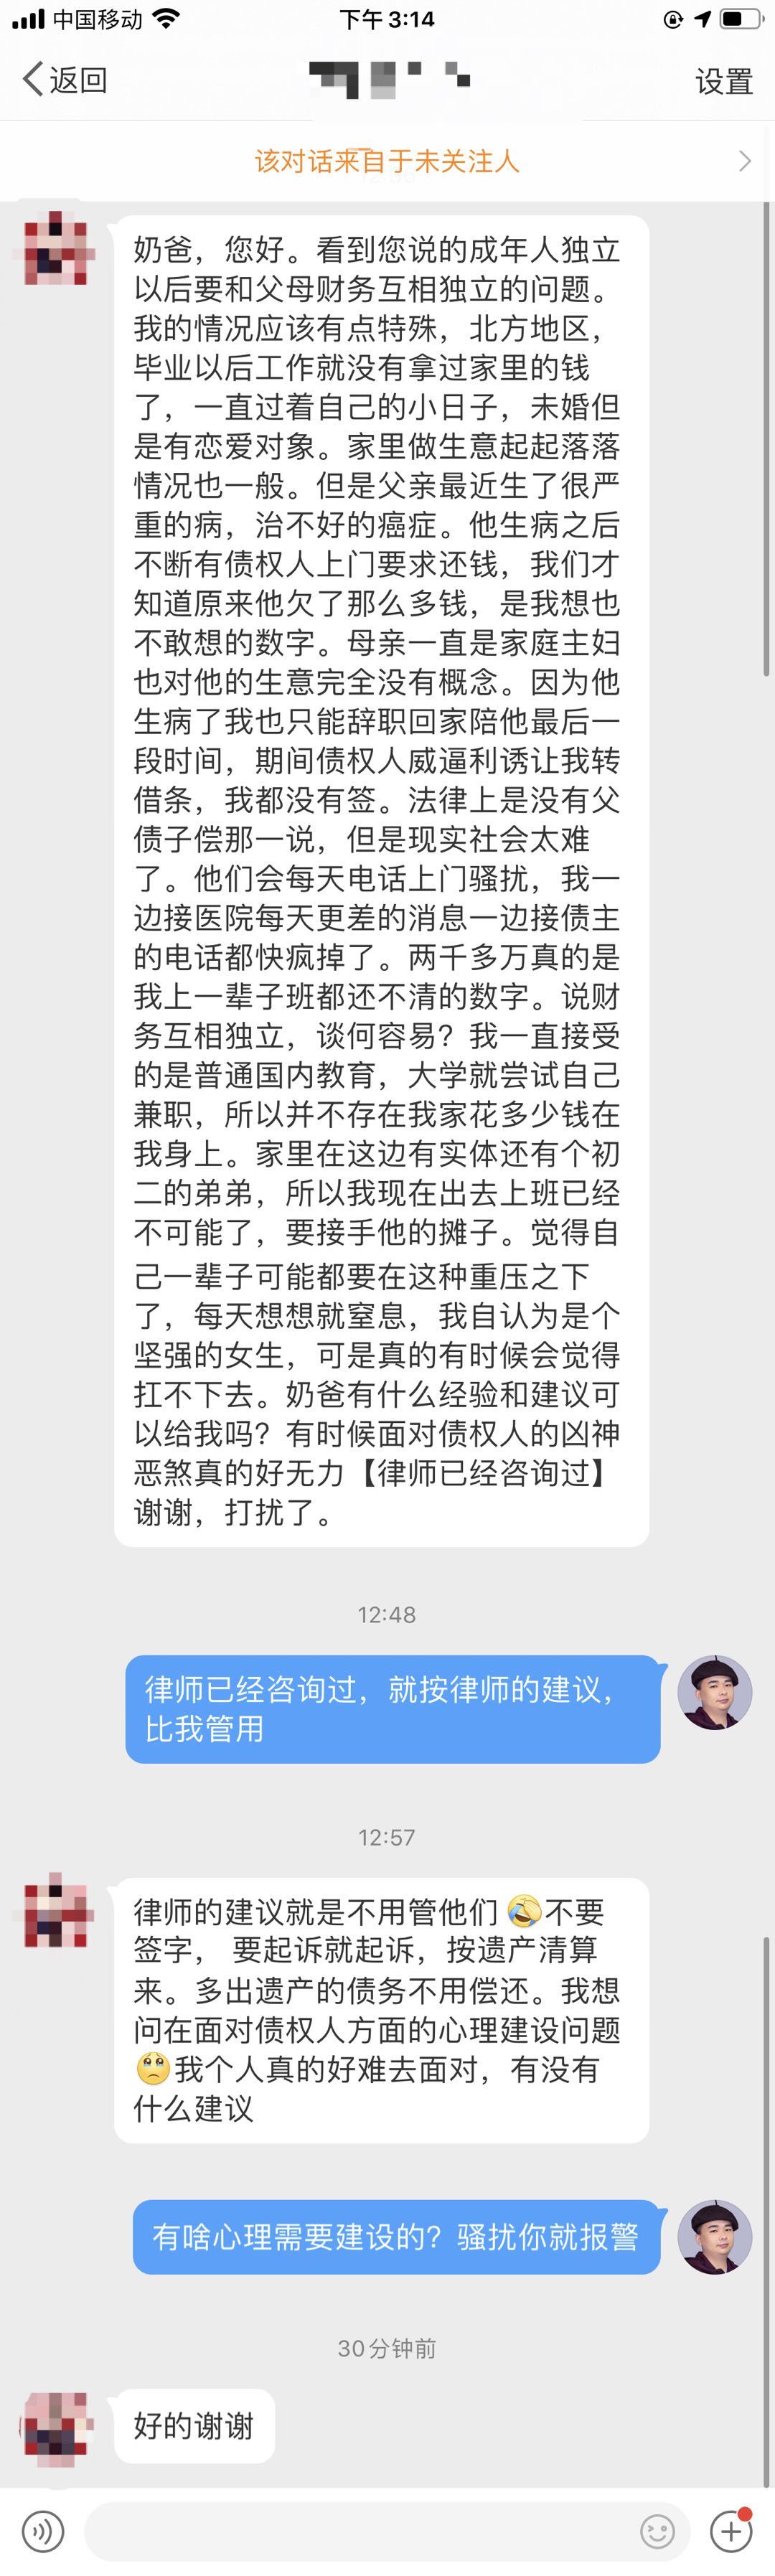 中国移动
下午3:14
返回
设置
该对话来自于未关注人
奶爸，您好。看到您说的成年人独立
以后要和父母财务互相独立的问题。
我的情况应该有点特殊，北方地区，
毕业以后工作就没有拿过家里的钱
了，一直过着自己的小日子，未婚但
是有恋爱对象。家里做生意起起落落
情况也一般。但是父亲最近生了很严
重的病，治不好的癌症。他生病之后
不断有债权人上门要求还钱，我们才
知道原来他欠了那么多钱，是我想也
不敢想的数字。母亲一直是家庭主妇
也对他的生意完全没有概念。因为他
生病了我也只能辞职回家陪他最后一
段时间，期间债权人威逼利诱让我转
借条，我都没有签。法律上是没有父
债子偿那一说，但是现实社会太难
了。他们会每天电话上门骚扰，我一
边接医院每天更差的消息一边接债主
的电话都快疯掉了。两千多万真的是
我上一辈子班都还不清的数字。说财
务互相独立，谈何容易？我一直接受
的是普通国内教育，大学就尝试自己
兼职，所以并不存在我家花多少钱在
我身上。家里在这边有实体还有个初
二的弟弟，所以我现在出去上班已经
不可能了，要接手他的摊子。觉得自
己一辈子可能都要在这种重压之下
了，每天想想就窒息，我自认为是个
坚强的女生，可是真的有时候会觉得
扛不下去。奶爸有什么经验和建议可
以给我吗？有时候面对债权人的凶神
恶煞真的好无力【律师已经咨询过】
谢谢，打扰了。
12:48
律师已经咨询过，就按律师的建议，
比我管用
12:57
律师的建议就是不用管他们🤣不要
签字， 要起诉就起诉，按遗产清算
来。多出遗产的债务不用偿还。我想
问在面对债权人方面的心理建设问题
🥺我个人真的好难去面对，有没有
什么建议
有啥心理需要建设的？骚扰你就报警
30分钟前
好的谢谢